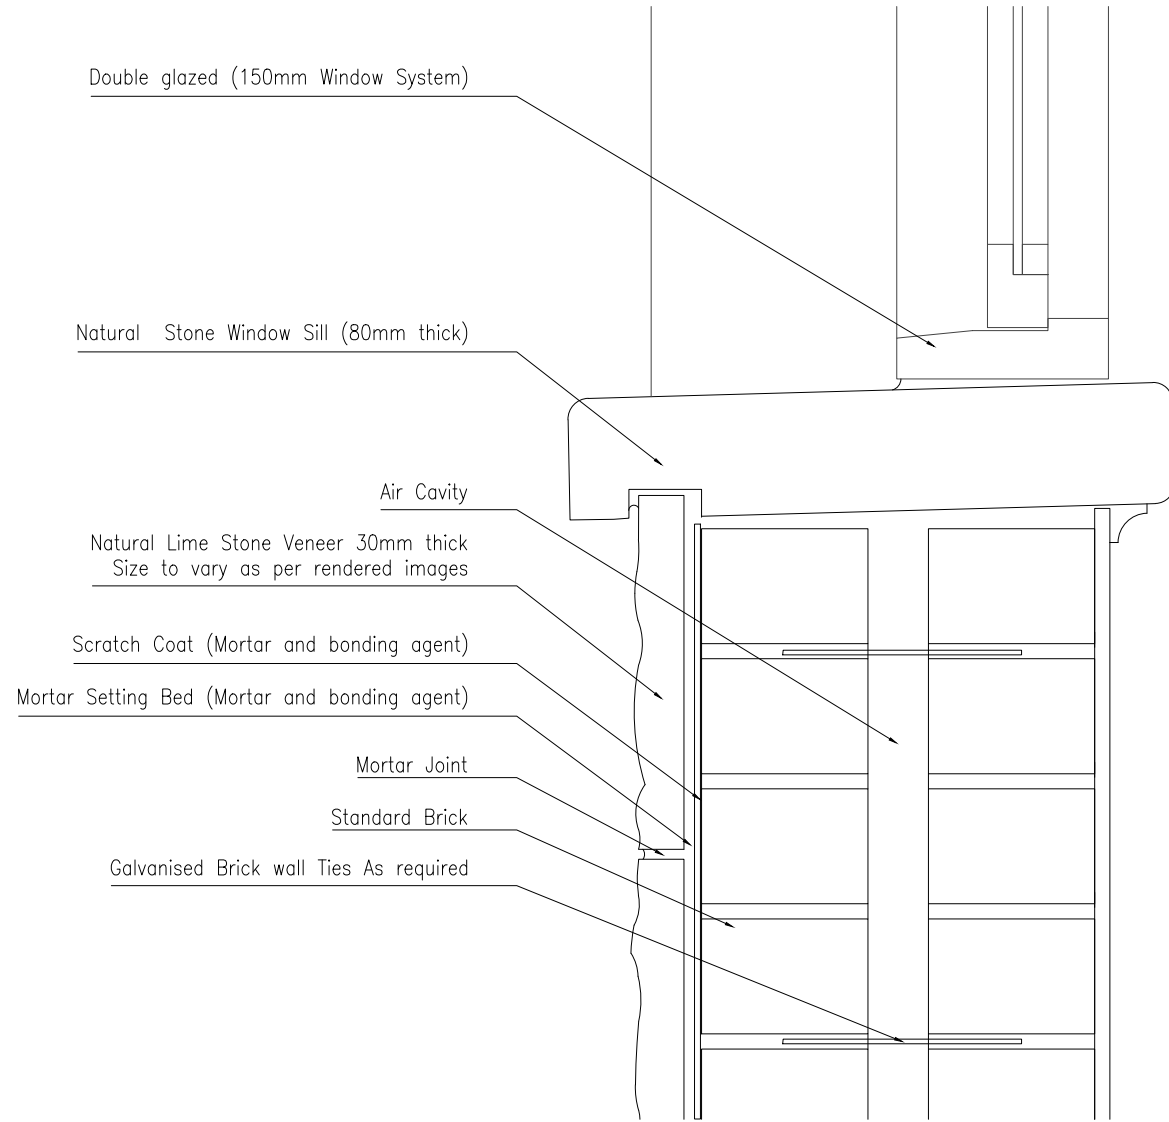 Double glazed (150mm Window System)
Natural Stone Window Sill (80mm thick)
Air Cavity
Natural Lime Stone Veneer 30mm thick
Size to vary as per rendered images
Scratch Coat (Mortar and bonding agent)
Mortar Setting Bed (Mortar and bonding agent)
Mortar Joint
Standard Brick
Galvanised Brick wall Ties As required